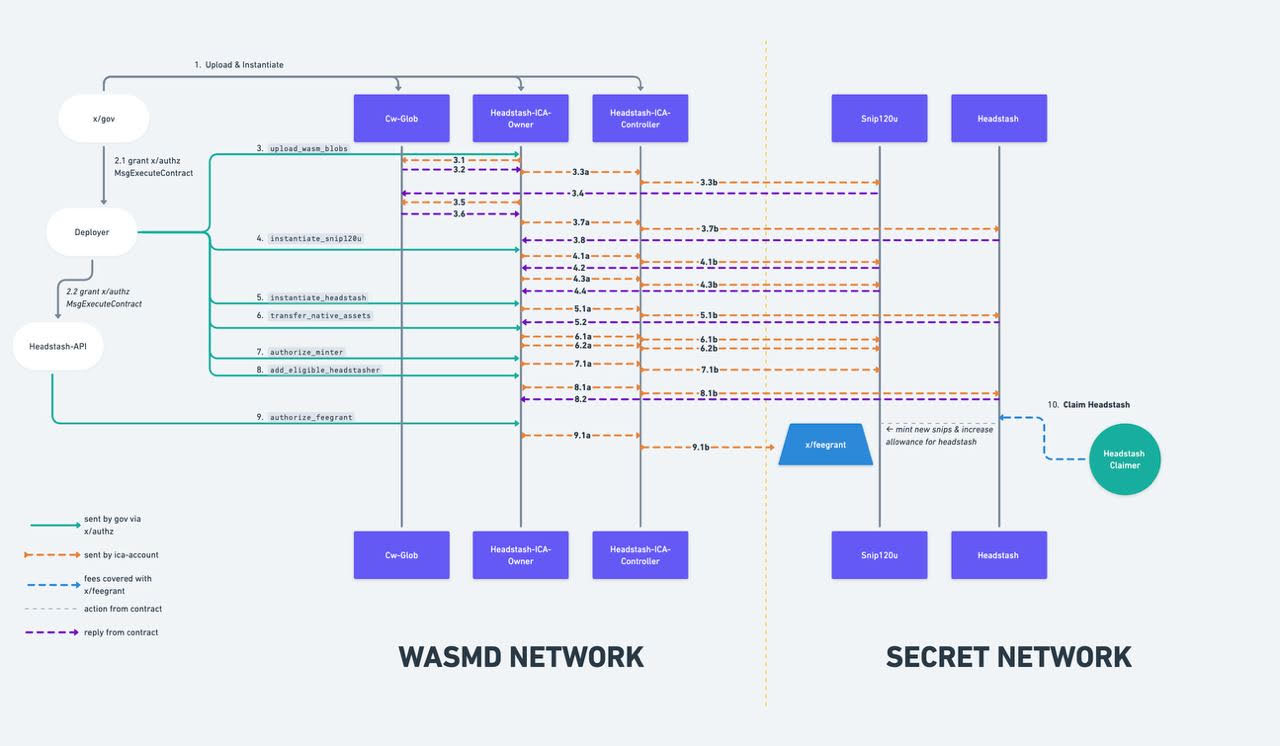 1. Upload & Instantiate
x/gov
Cw-Glob
Headstash-ICA-
Owner
Headstash-ICA-
Controller
Snip120u
Headstash
2.1 grant x/authz
MsgExecuteContract
3. upload_wasm_blobs
3.1
3.2
3.3a
3.3b
3.4
3.5
3.6
3.7a
3.7b
Deployer
4. instantiate_snip120u
3.8
4.1a
4.1b
4.2
4.3a
4.3b
4.4
2.2 grant x/authz
MsgExecuteContract
5. instantiate_headstash
5.1a
5.1b
6. transfer_native_assets
5.2
6.1a
6.1b
6.2a
6.2b
Headstash-API
7. authorize_minter
7.1a
7.1b
8. add_eligible_headstasher
8.1a
8.1b
8.2
10. Claim Headstash
9. authorize_feegrant
9.1a
9.1b
x/feegrant
← mint new snips & increase
allowance for headstash
Headstash
Claimer
sent by gov via
x/authz
sent by ica-account
fees covered with
x/feegrant
action from contract
reply from contract
Cw-Glob
Headstash-ICA-
Owner
Headstash-ICA-
Controller
Snip120u
Headstash
WASMD NETWORK
SECRET NETWORK